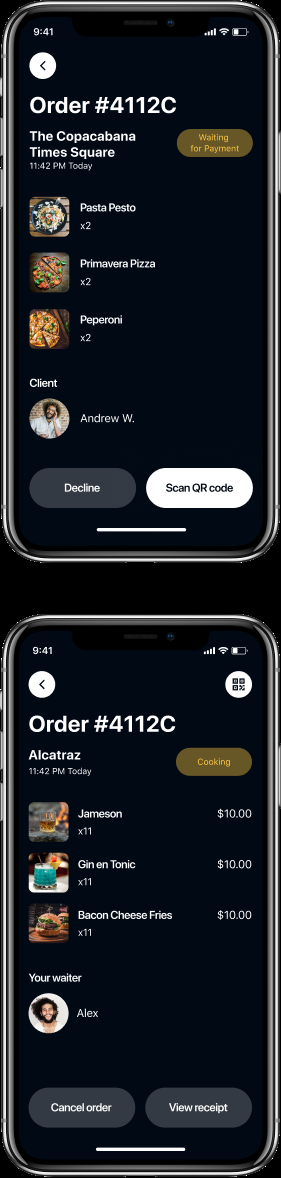 9:41
Order #4112C
The Copacabana
Times Square
11:42 PM Today
Waiting
for Payment
Pasta Pesto
x2
Primavera Pizza
x2
Peperoni
x2
Client
Andrew W.
Decline
Scan QR code
9:41
Order #4112C
Alcatraz
11:42 PM Today
Cooking
Jameson
$10.00
x11
Gin en Tonic
$10.00
x11
Bacon Cheese Fries
$10.00
x11
Your waiter
Alex
Cancel order
View receipt